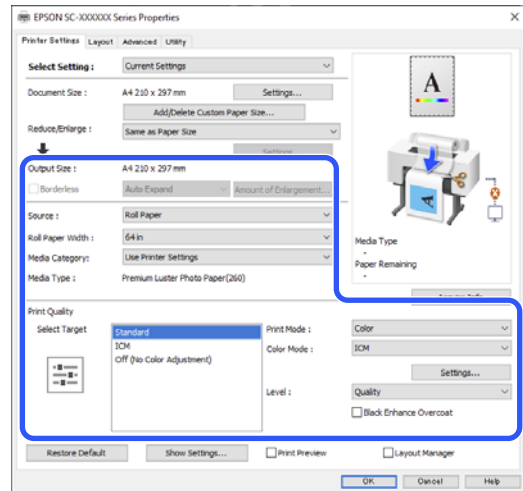 EPSON SC-XXXXXX Series Properties
Printer Settings Layout Advanced Utility
Select Setting : Current Settings
Document Size : A4 210 x 297 mm Settings...
Add/Delete Custom Paper Size...
Reduce/Enlarge : Same as Paper Size
Settings...
Output Size : A4 210 x 297 mm
Borderless Auto Expand Amount of Enlargement...
Source : Roll Paper
Roll Paper Width : 64 in
Media Category: Use Printer Settings
Media Type : Premium Luster Photo Paper(260)
A
A
Media Type
-
Paper Remaining
-
Print Quality
Select Target
Standard
ICM
Off (No Color Adjustment)
Print Mode : Color
Color Mode : ICM
Settings...
Level : Quality
Black Enhance Overcoat
Restore Default Show Settings... Print Preview Layout Manager
OK Cancel Help